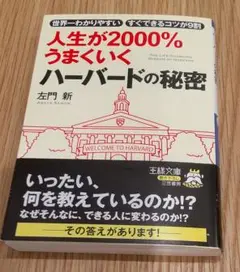 世界一わかりやすい すぐできるコツが9割
人生が2000%
うまくいく
ハーバードの秘密
左門 新
WELCOME TO HARVARD
いったい、
何を教えているのか!?
なぜそんなに、できる人に変わるのか!?
その答えがあります!
王様文庫
三笠書房